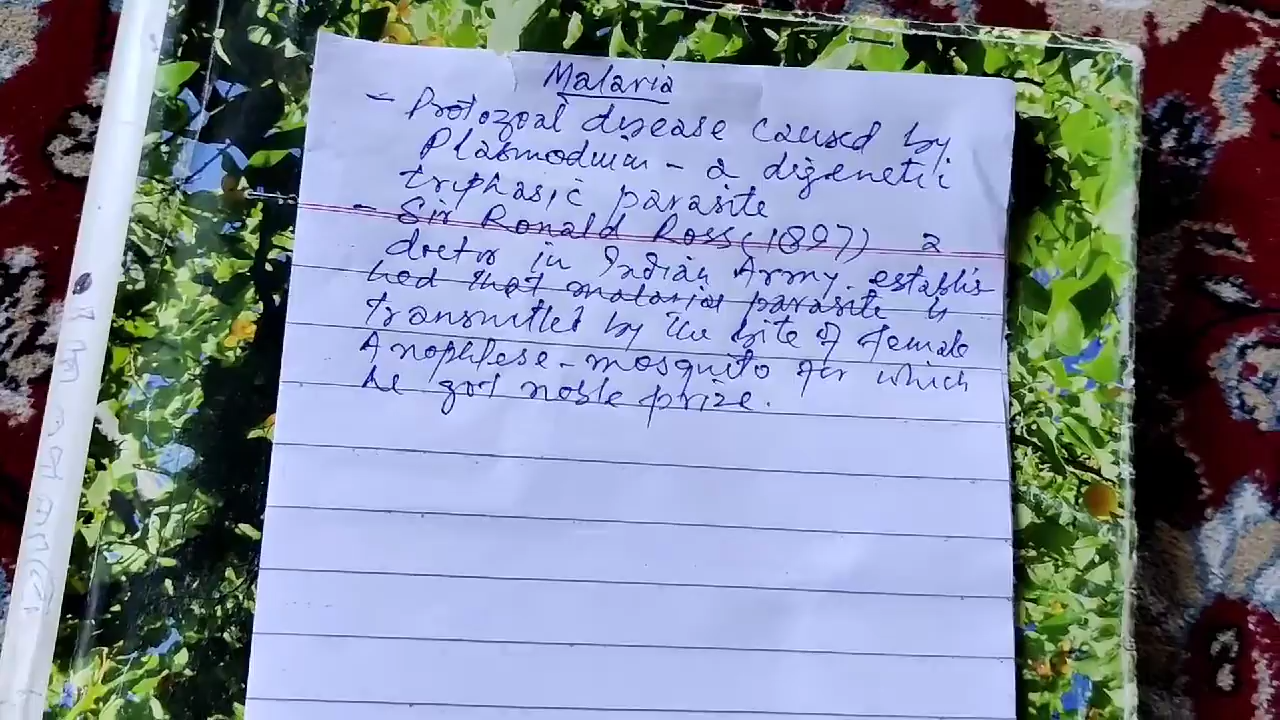 Malaria
- Protozoal disease caused by
Plasmodium - a digenetic
triphasic parasite
- Sir Ronald Ross (1897) a
doctor in Indian Army. establis
hed that malarial parasite is
transmitted by the bite of female
Anophlese - mosquito for which
he got noble prize.